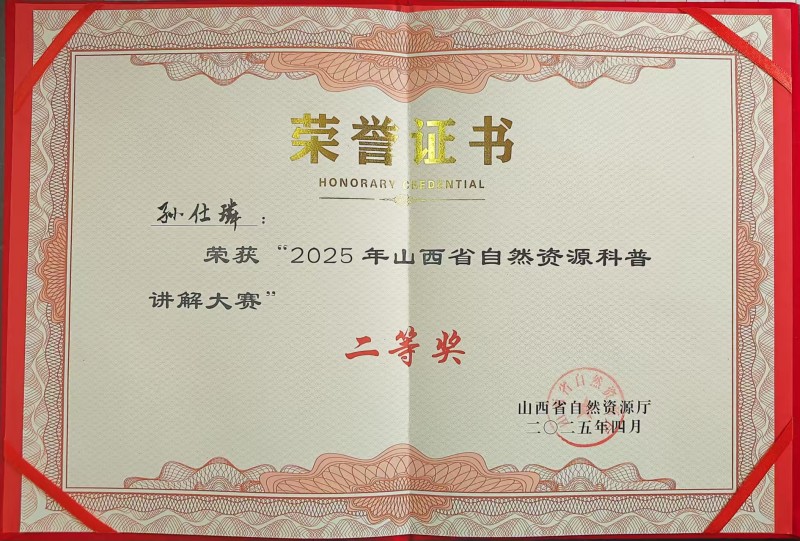 荣誉证书
HONORARY CREDENTIAL
孙仕璘：
荣获“2025年山西省自然资源科普
讲解大赛”
二等奖
山西省自然资源厅
二〇二五年四月